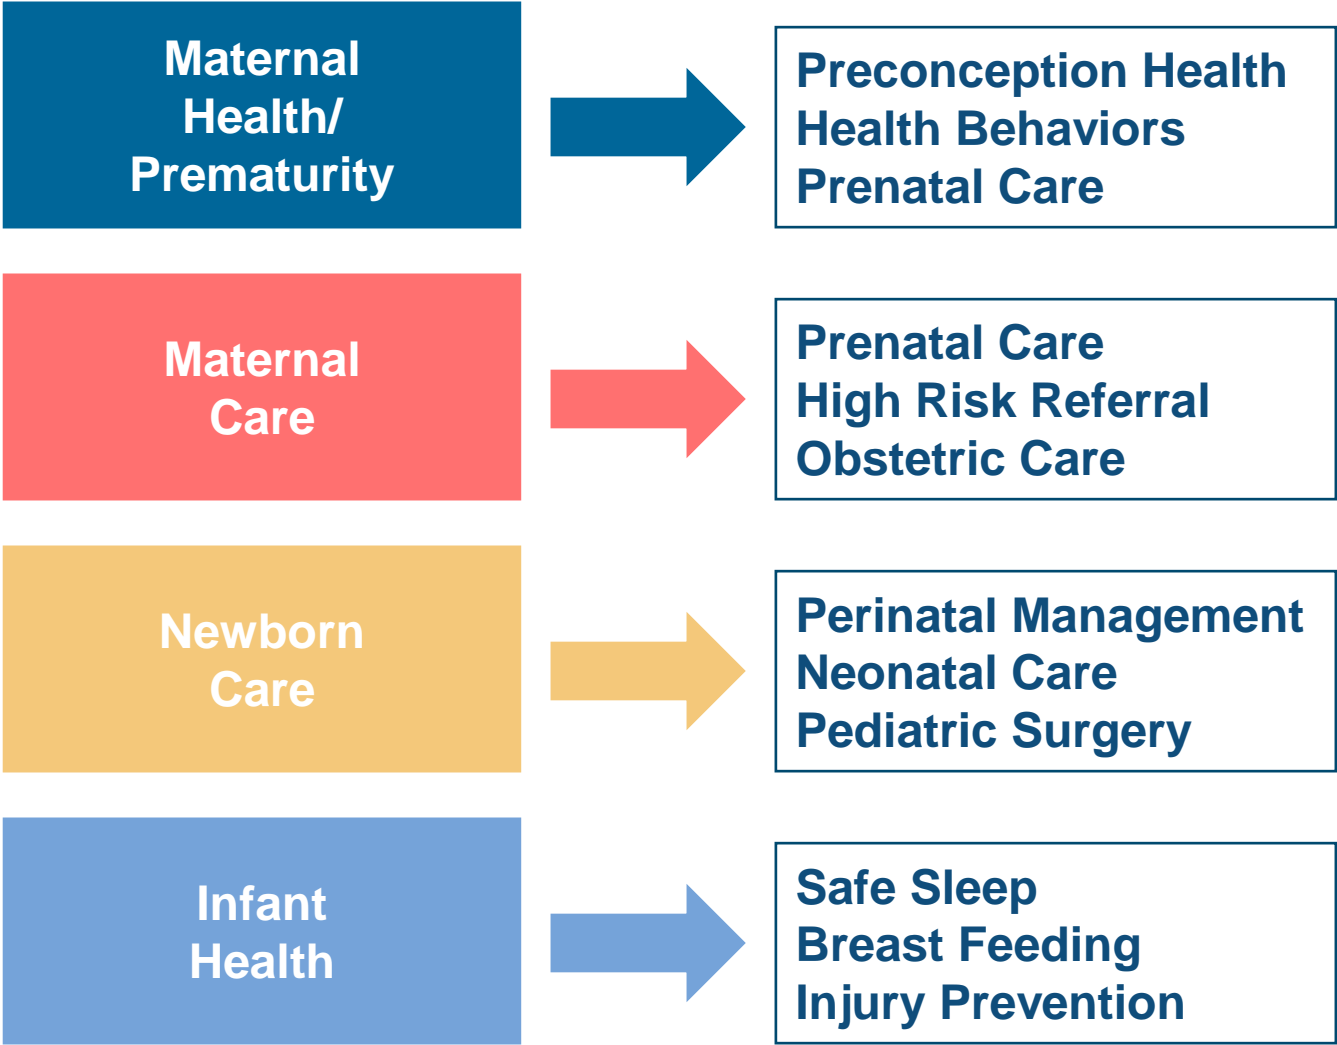 Maternal
Health/
Prematurity
Preconception Health
Health Behaviors
Prenatal Care
Maternal
Care
Prenatal Care
High Risk Referral
Obstetric Care
Newborn
Care
Perinatal Management
Neonatal Care
Pediatric Surgery
Infant
Health
Safe Sleep
Breast Feeding
Injury Prevention